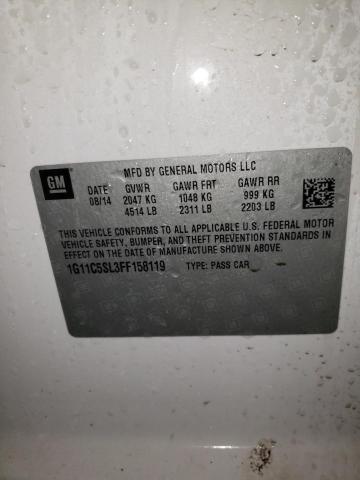 GM
MFD BY GENERAL MOTORS LLC
DATE GVWR GAWR FRT GAWR RR
08/14 2047 KG 1048 KG 999 KG
4514 LB 2311 LB 2203 LB
THIS VEHICLE CONFORMS TO ALL APPLICABLE U.S. FEDERAL MOTOR
VEHICLE SAFETY, BUMPER, AND THEFT PREVENTION STANDARDS
IN EFFECT ON THE DATE OF MANUFACTURE SHOWN ABOVE.
1G11C5SL3FF158119 TYPE: PASS CAR